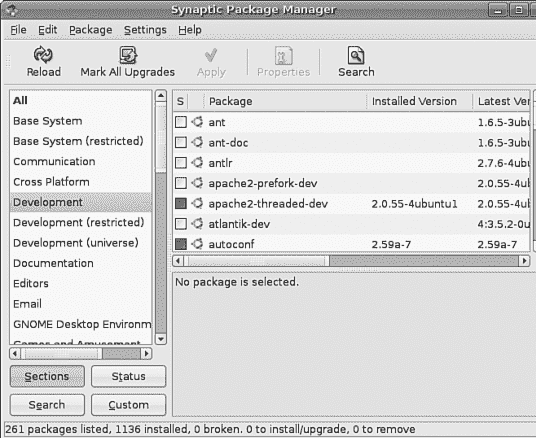 Synaptic Package Manager
File Edit Package Settings Help
Reload Mark All Upgrades Apply Properties Search
All
Base System
Base System (restricted)
Communication
Cross Platform
Development
Development (restricted)
Development (universe)
Documentation
Editors
Email
GNOME Desktop Environm
Games and Amusement
S Package Installed Version Latest Ver
ant 1.6.5-3ubu
ant-doc 1.6.5-3ubu
antlr 2.7.6-4ubu
apache2-prefork-dev 2.0.55-4ub
apache2-threaded-dev 2.0.55-4ubuntu1 2.0.55-4ub
atlantik-dev 4:3.5.2-0u
autoconf 2.59a-7 2.59a-7
No package is selected.
Sections Status
Search Custom
261 packages listed, 1136 installed, 0 broken. 0 to install/upgrade, 0 to remove